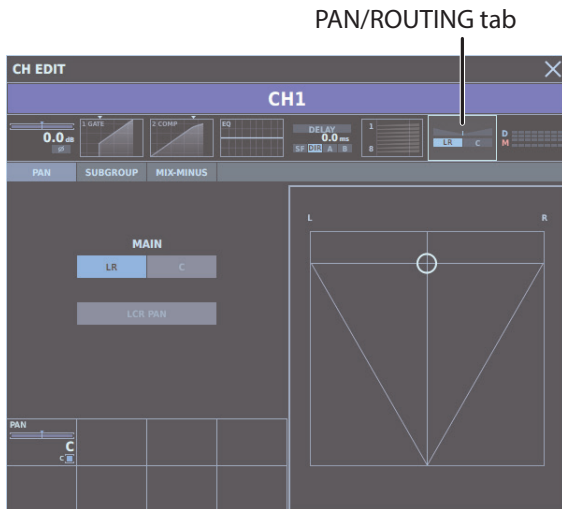 PAN/ROUTING tab
CH EDIT
CH1
0.0 dB
Ø
1 GATE
2 COMP
EQ
DELAY
0.0 ms
SF DIR A B
1
8
LR C
D
M
PAN SUBGROUP MIX-MINUS
MAIN
LR C
LCR PAN
L R
PAN
C
C